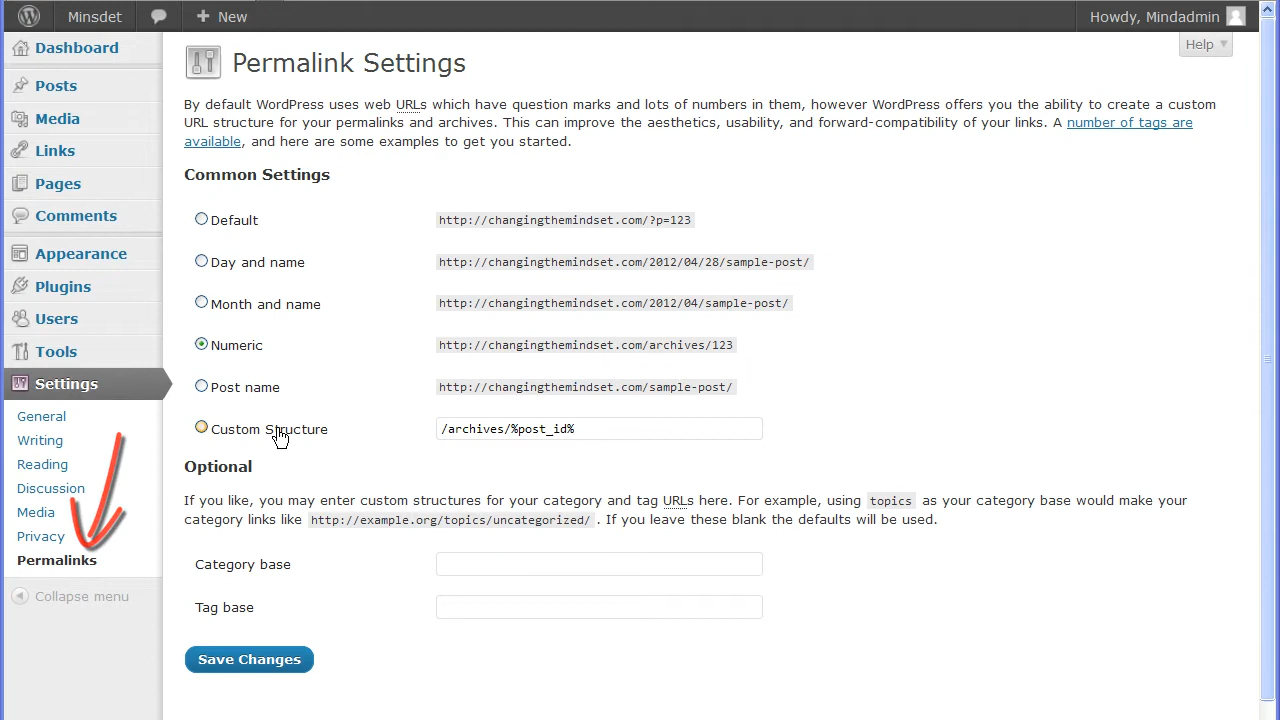 Minsdet
New
Howdy, Mindadmin
Help
Dashboard
Posts
Media
Links
Pages
Comments
Appearance
Plugins
Users
Tools
Settings
General
Writing
Reading
Discussion
Media
Privacy
Permalinks
Collapse menu
Permalink Settings
By default WordPress uses web URLs which have question marks and lots of numbers in them, however WordPress offers you the ability to create a custom
URL structure for your permalinks and archives. This can improve the aesthetics, usability, and forward-compatibility of your links. A number of tags are
available, and here are some examples to get you started.
Common Settings
Default http://changingthemindset.com/?p=123
Day and name http://changingthemindset.com/2012/04/28/sample-post/
Month and name http://changingthemindset.com/2012/04/sample-post/
Numeric http://changingthemindset.com/archives/123
Post name http://changingthemindset.com/sample-post/
Custom Structure /archives/%post_id%
Optional
If you like, you may enter custom structures for your category and tag URLs here. For example, using topics as your category base would make your
category links like http://example.org/topics/uncategorized/ . If you leave these blank the defaults will be used.
Category base
Tag base
Save Changes